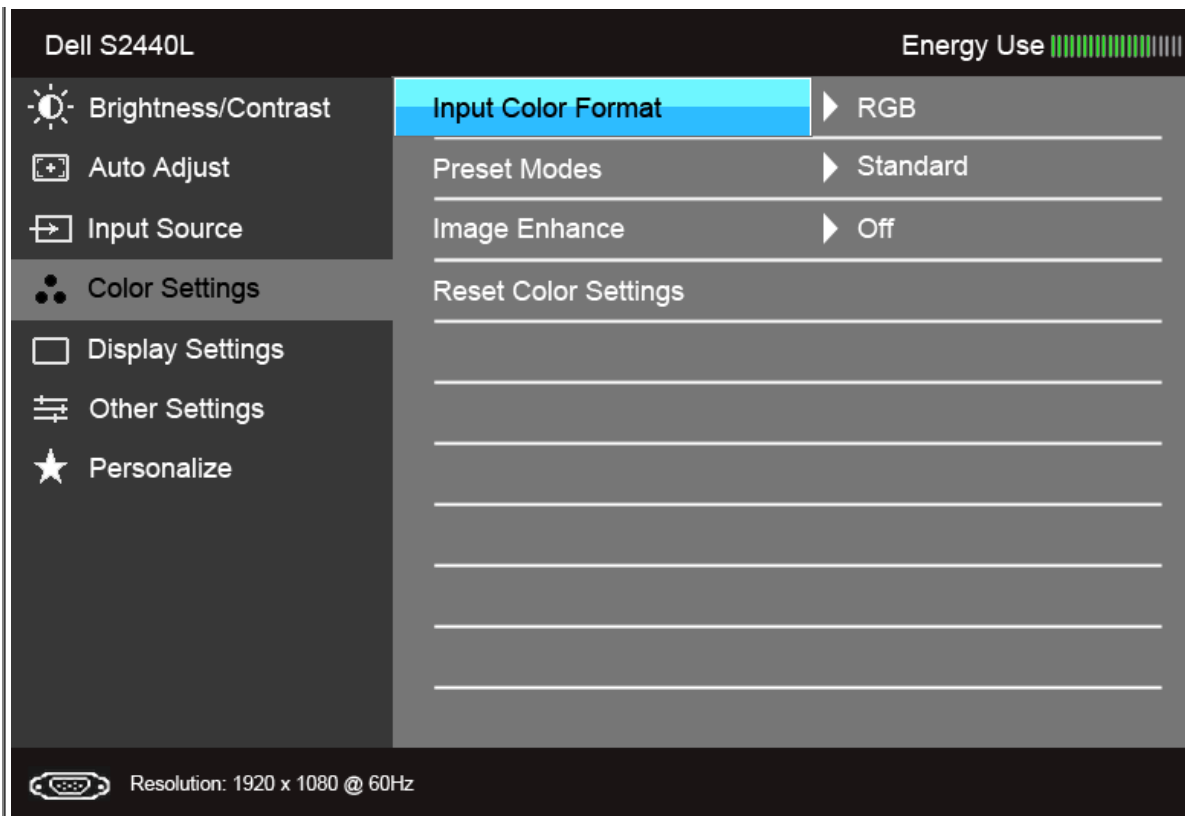 Dell S2440L Energy Use
Brightness/Contrast Input Color Format RGB
Auto Adjust Preset Modes Standard
Input Source Image Enhance Off
Color Settings Reset Color Settings
Display Settings
Other Settings
Personalize
Resolution: 1920 x 1080 @ 60Hz